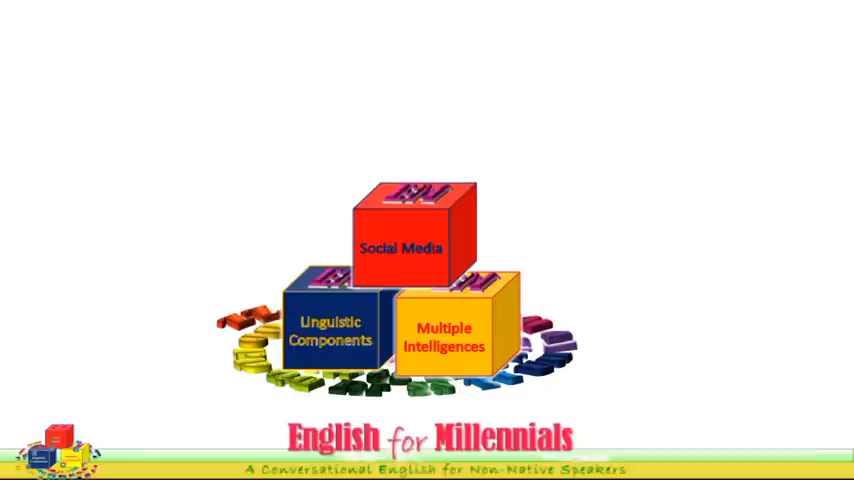 Social Media
Linguistic
Components
Multiple
Intelligences
English for Millennials
A Conversational English for Non-Native Speakers